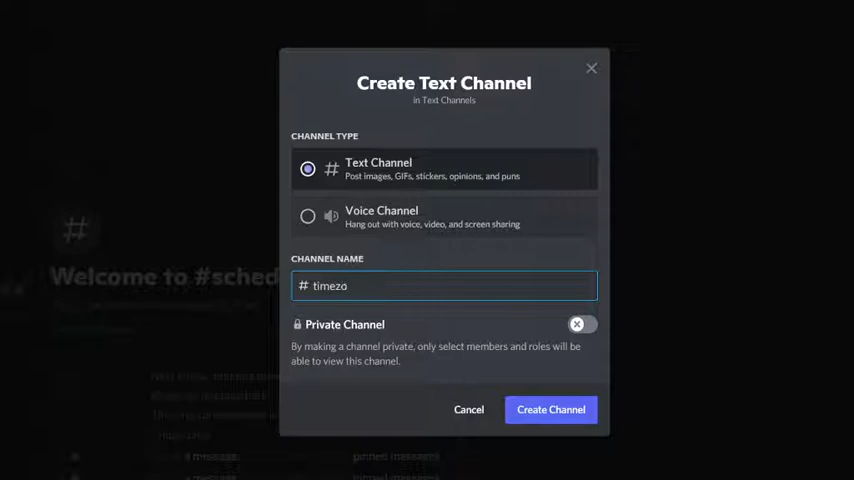 Create Text Channel
in Text Channels
CHANNEL TYPE
# Text Channel
Post images, GIFs, stickers, opinions, and puns
Voice Channel
Hang out with voice, video, and screen sharing
#
Welcome to #sched
CHANNEL NAME
# timezo
Private Channel
By making a channel private, only select members and roles will be
able to view this channel.
Cancel
Create Channel
pinned messages